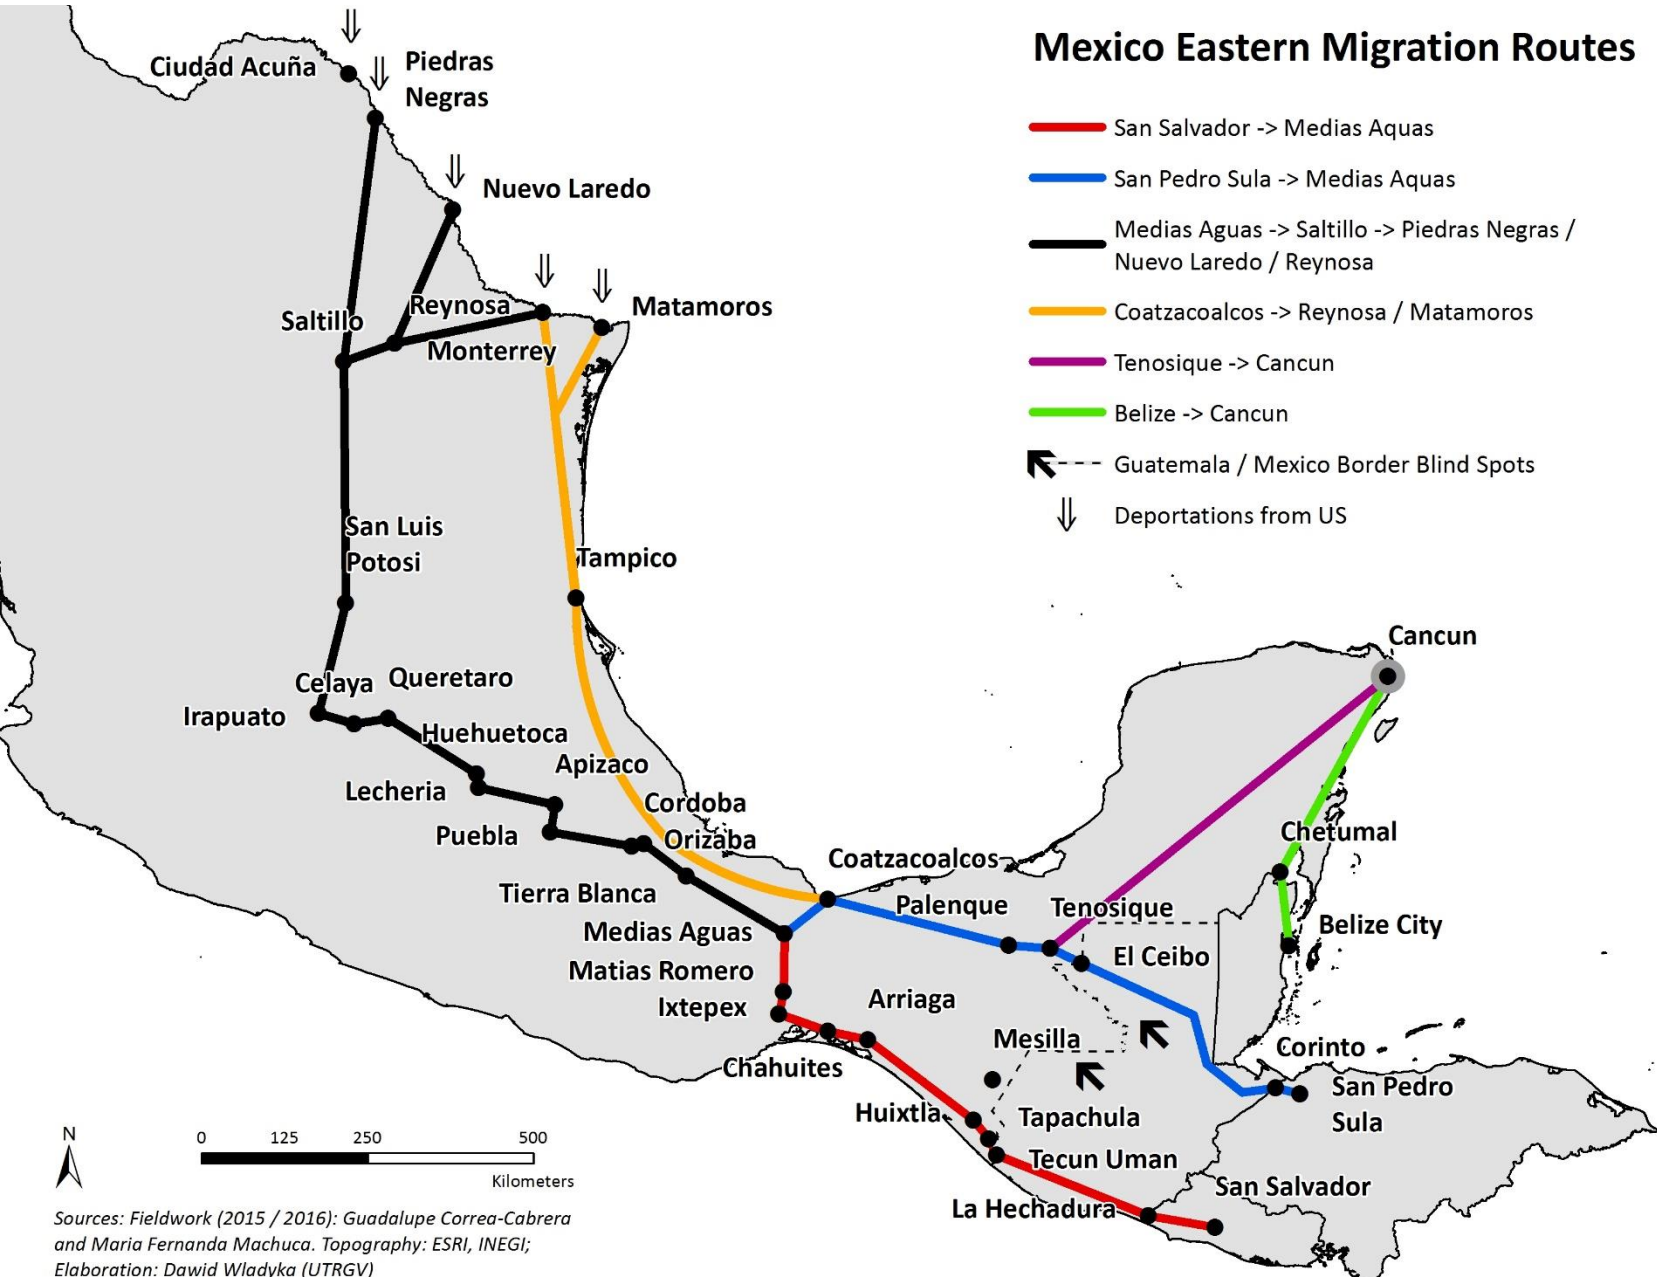 Mexico Eastern Migration Routes
San Salvador -> Medias Aquas
San Pedro Sula -> Medias Aquas
Medias Aguas -> Saltillo -> Piedras Negras /
Nuevo Laredo / Reynosa
Coatzacoalcos -> Reynosa / Matamoros
Tenosique -> Cancun
Belize -> Cancun
Guatemala / Mexico Border Blind Spots
Deportations from US
Ciudad Acuña
Piedras
Negras
Nuevo Laredo
Reynosa
Matamoros
Saltillo
Monterrey
San Luis
Potosi
Tampico
Cancun
Celaya
Queretaro
Irapuato
Huehuetoca
Apizaco
Lecheria
Cordoba
Puebla
Orizaba
Chetumal
Coatzacoalcos
Tierra Blanca
Palenque
Tenosique
Belize City
Medias Aguas
El Ceibo
Matias Romero
Ixtepex
Arriaga
Mesilla
Corinto
Chahuites
San Pedro
Sula
Huixtla
Tapachula
Tecun Uman
San Salvador
La Hechadura
N
0 125 250 500
Kilometers
Sources: Fieldwork (2015 / 2016): Guadalupe Correa-Cabrera
and Maria Fernanda Machuca. Topography: ESRI, INEGI;
Elaboration: Dawid Wladyka (UTRGV)